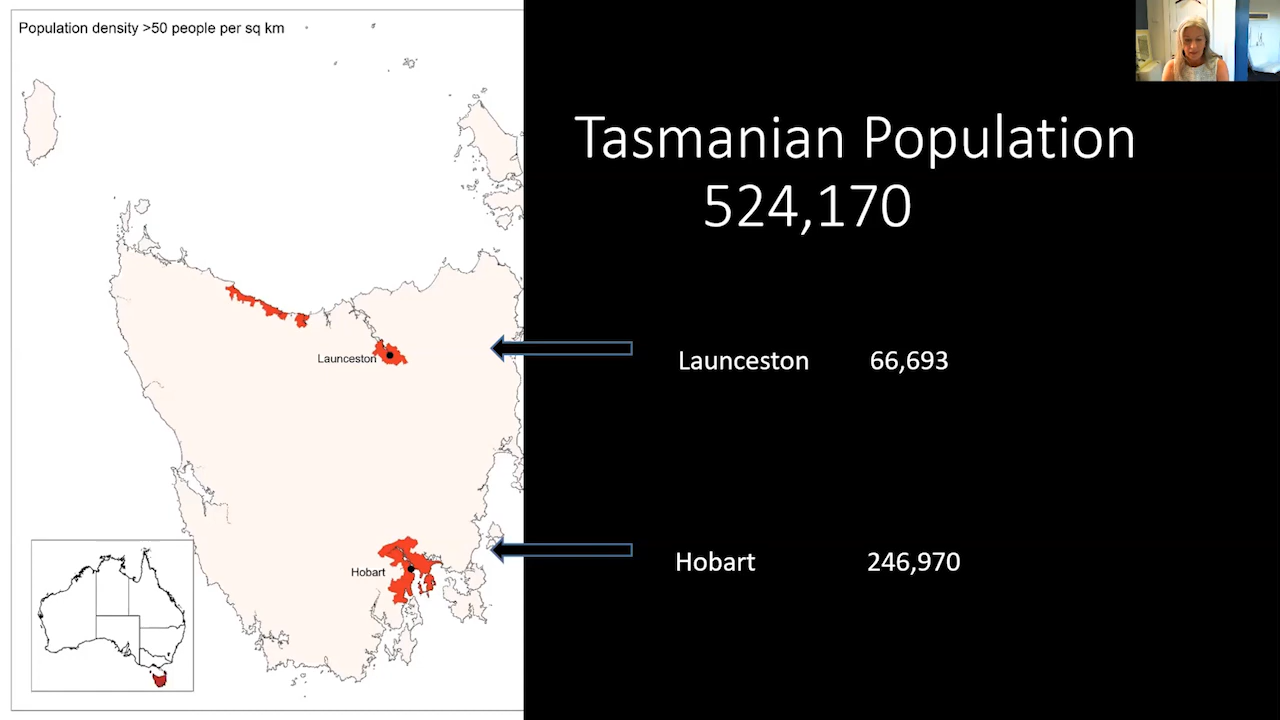 Population density >50 people per sq km
Tasmanian Population
524,170
Launceston
Launceston 66,693
Hobart
Hobart 246,970